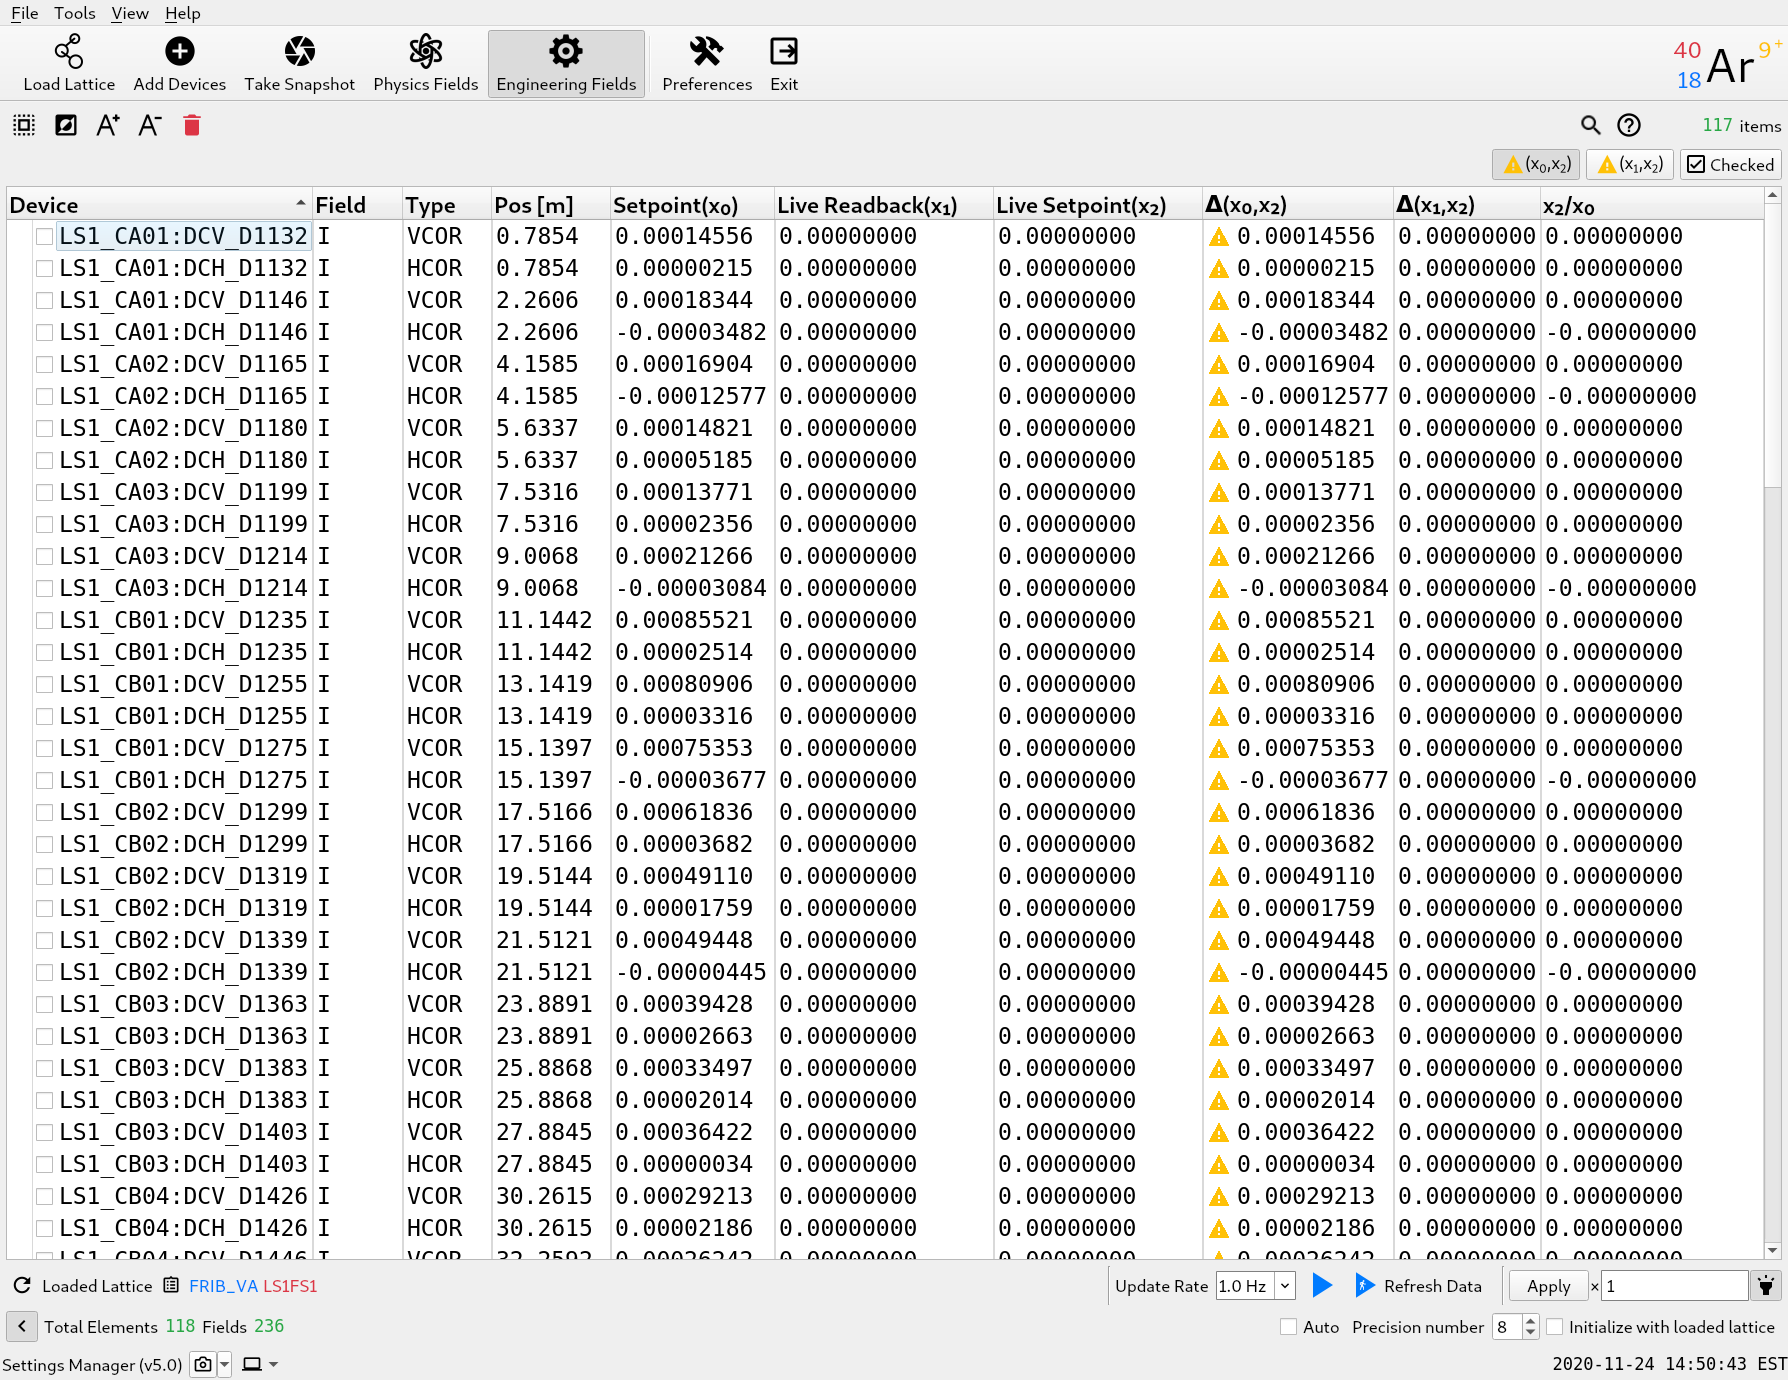 File Tools View Help
Load Lattice Add Devices Take Snapshot Physics Fields Engineering Fields Preferences Exit
40 18 Ar 9+
A+ A- 117 items
(x0,x2) (x1,x2) Checked
Device Field Type Pos [m] Setpoint(x0) Live Readback(x1) Live Setpoint(x2) Δ(x0,x2) Δ(x1,x2) x2/x0
LS1_CA01:DCV_D1132 I VCOR 0.7854 0.00014556 0.00000000 0.00000000 0.00014556 0.00000000 0.00000000
LS1_CA01:DCH_D1132 I HCOR 0.7854 0.00000215 0.00000000 0.00000000 0.00000215 0.00000000 0.00000000
LS1_CA01:DCV_D1146 I VCOR 2.2606 0.00018344 0.00000000 0.00000000 0.00018344 0.00000000 0.00000000
LS1_CA01:DCH_D1146 I HCOR 2.2606 -0.00003482 0.00000000 0.00000000 -0.00003482 0.00000000 -0.00000000
LS1_CA02:DCV_D1165 I VCOR 4.1585 0.00016904 0.00000000 0.00000000 0.00016904 0.00000000 0.00000000
LS1_CA02:DCH_D1165 I HCOR 4.1585 -0.00012577 0.00000000 0.00000000 -0.00012577 0.00000000 -0.00000000
LS1_CA02:DCV_D1180 I VCOR 5.6337 0.00014821 0.00000000 0.00000000 0.00014821 0.00000000 0.00000000
LS1_CA02:DCH_D1180 I HCOR 5.6337 0.00005185 0.00000000 0.00000000 0.00005185 0.00000000 0.00000000
LS1_CA03:DCV_D1199 I VCOR 7.5316 0.00013771 0.00000000 0.00000000 0.00013771 0.00000000 0.00000000
LS1_CA03:DCH_D1199 I HCOR 7.5316 0.00002356 0.00000000 0.00000000 0.00002356 0.00000000 0.00000000
LS1_CA03:DCV_D1214 I VCOR 9.0068 0.00021266 0.00000000 0.00000000 0.00021266 0.00000000 0.00000000
LS1_CA03:DCH_D1214 I HCOR 9.0068 -0.00003084 0.00000000 0.00000000 -0.00003084 0.00000000 -0.00000000
LS1_CB01:DCV_D1235 I VCOR 11.1442 0.00085521 0.00000000 0.00000000 0.00085521 0.00000000 0.00000000
LS1_CB01:DCH_D1235 I HCOR 11.1442 0.00002514 0.00000000 0.00000000 0.00002514 0.00000000 0.00000000
LS1_CB01:DCV_D1255 I VCOR 13.1419 0.00080906 0.00000000 0.00000000 0.00080906 0.00000000 0.00000000
LS1_CB01:DCH_D1255 I HCOR 13.1419 0.00003316 0.00000000 0.00000000 0.00003316 0.00000000 0.00000000
LS1_CB01:DCV_D1275 I VCOR 15.1397 0.00075353 0.00000000 0.00000000 0.00075353 0.00000000 0.00000000
LS1_CB01:DCH_D1275 I HCOR 15.1397 -0.00003677 0.00000000 0.00000000 -0.00003677 0.00000000 -0.00000000
LS1_CB02:DCV_D1299 I VCOR 17.5166 0.00061836 0.00000000 0.00000000 0.00061836 0.00000000 0.00000000
LS1_CB02:DCH_D1299 I HCOR 17.5166 0.00003682 0.00000000 0.00000000 0.00003682 0.00000000 0.00000000
LS1_CB02:DCV_D1319 I VCOR 19.5144 0.00049110 0.00000000 0.00000000 0.00049110 0.00000000 0.00000000
LS1_CB02:DCH_D1319 I HCOR 19.5144 0.00001759 0.00000000 0.00000000 0.00001759 0.00000000 0.00000000
LS1_CB02:DCV_D1339 I VCOR 21.5121 0.00049448 0.00000000 0.00000000 0.00049448 0.00000000 0.00000000
LS1_CB02:DCH_D1339 I HCOR 21.5121 -0.00000445 0.00000000 0.00000000 -0.00000445 0.00000000 -0.00000000
LS1_CB03:DCV_D1363 I VCOR 23.8891 0.00039428 0.00000000 0.00000000 0.00039428 0.00000000 0.00000000
LS1_CB03:DCH_D1363 I HCOR 23.8891 0.00002663 0.00000000 0.00000000 0.00002663 0.00000000 0.00000000
LS1_CB03:DCV_D1383 I VCOR 25.8868 0.00033497 0.00000000 0.00000000 0.00033497 0.00000000 0.00000000
LS1_CB03:DCH_D1383 I HCOR 25.8868 0.00002014 0.00000000 0.00000000 0.00002014 0.00000000 0.00000000
LS1_CB03:DCV_D1403 I VCOR 27.8845 0.00036422 0.00000000 0.00000000 0.00036422 0.00000000 0.00000000
LS1_CB03:DCH_D1403 I HCOR 27.8845 0.00000034 0.00000000 0.00000000 0.00000034 0.00000000 0.00000000
LS1_CB04:DCV_D1426 I VCOR 30.2615 0.00029213 0.00000000 0.00000000 0.00029213 0.00000000 0.00000000
LS1_CB04:DCH_D1426 I HCOR 30.2615 0.00002186 0.00000000 0.00000000 0.00002186 0.00000000 0.00000000
LS1_CB04:DCV_D1446 I VCOR 32.2592 0.00026242 0.00000000 0.00000000 0.00026242 0.00000000 0.00000000
Loaded Lattice FRIB_VA LS1FS1 Update Rate 1.0 Hz Refresh Data Apply × 1
Total Elements 118 Fields 236 Auto Precision number 8 Initialize with loaded lattice
Settings Manager (v5.0) 2020-11-24 14:50:43 EST